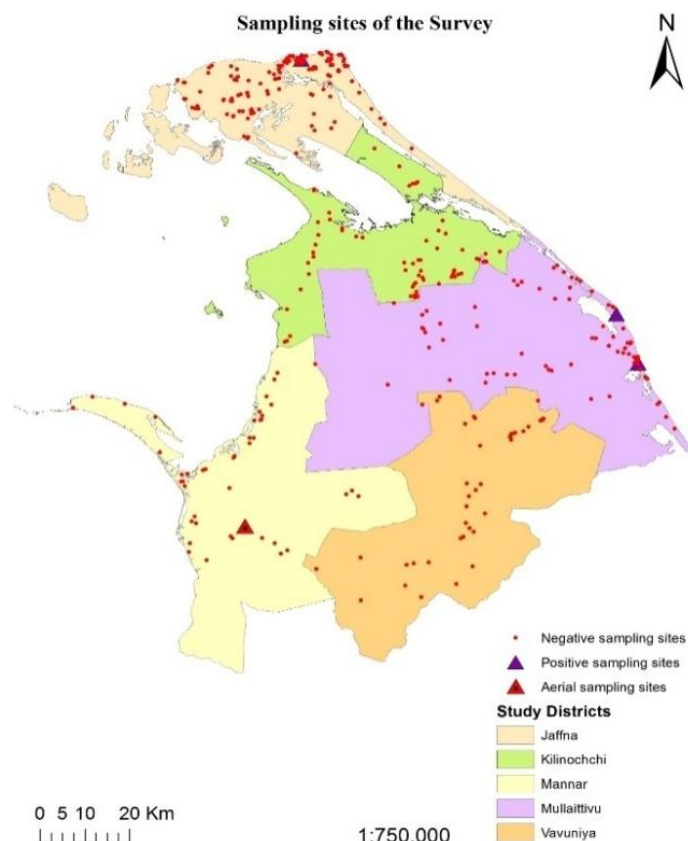 Sampling sites of the Survey
N
Negative sampling sites
Positive sampling sites
Aerial sampling sites
Study Districts
Jaffna
Kilinochchi
Mannar
Mullaittivu
Vavuniya
0 5 10 20 Km
1:750,000